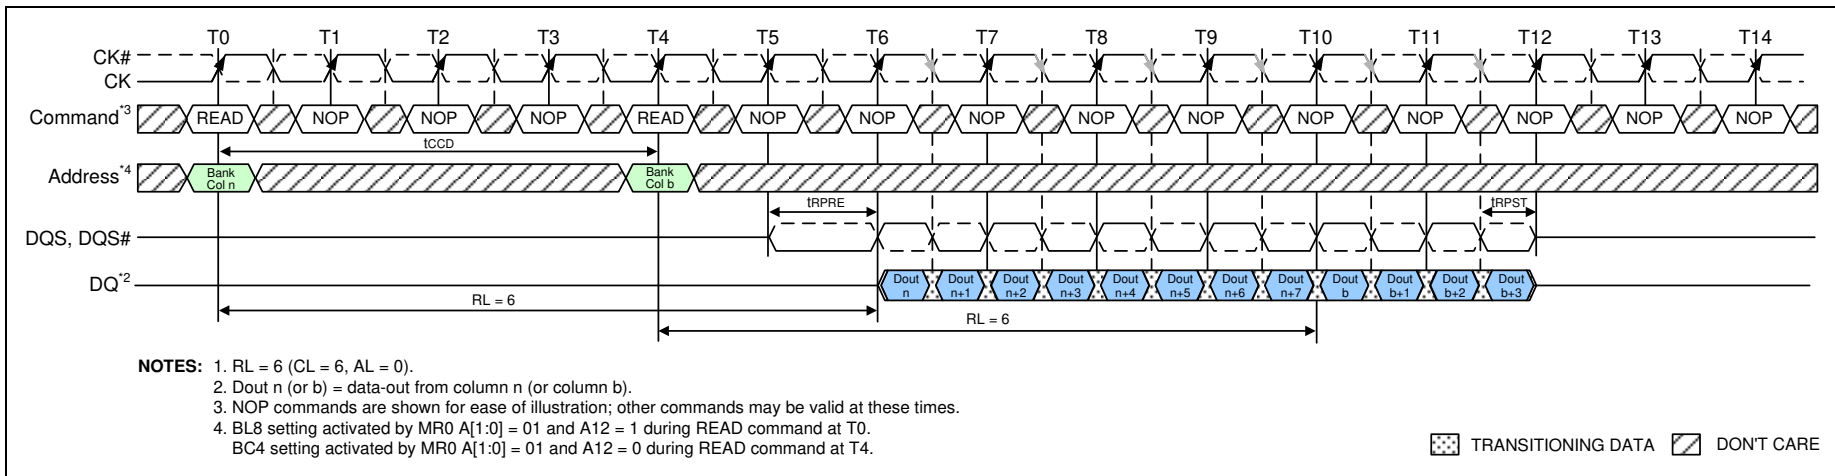 T0 T1 T2 T3 T4 T5 T6 T7 T8 T9 T10 T11 T12 T13 T14
CK#
CK
Command*3 READ NOP NOP NOP READ NOP NOP NOP NOP NOP NOP NOP NOP NOP NOP
tCCD
Address*4 Bank Col n Bank Col b
tRPRE tRPST
DQS, DQS#
DQ*2 Dout n Dout n+1 Dout n+2 Dout n+3 Dout n+4 Dout n+5 Dout n+6 Dout n+7 Dout b Dout b+1 Dout b+2 Dout b+3
RL = 6
RL = 6
NOTES: 1. RL = 6 (CL = 6, AL = 0).
2. Dout n (or b) = data-out from column n (or column b).
3. NOP commands are shown for ease of illustration; other commands may be valid at these times.
4. BL8 setting activated by MR0 A[1:0] = 01 and A12 = 1 during READ command at T0.
BC4 setting activated by MR0 A[1:0] = 01 and A12 = 0 during READ command at T4.
TRANSITIONING DATA DON'T CARE